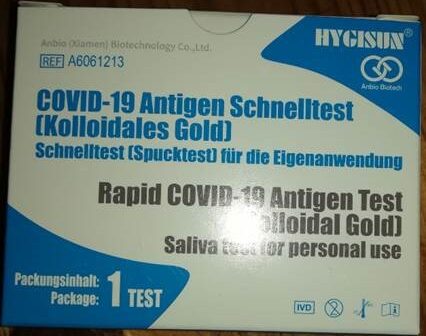 HYGISUN
Anbio (Xiamen) Biotechnology Co.,Ltd.
REF A6061213
Anbio Biotech
COVID-19 Antigen Schnelltest
(Kolloidales Gold)
Schnelltest (Spucktest) für die Eigenanwendung
Rapid COVID-19 Antigen Test
olloidal Gold)
Saliva test for personal use
Packungsinhalt:
Package: 1 TEST
IVD